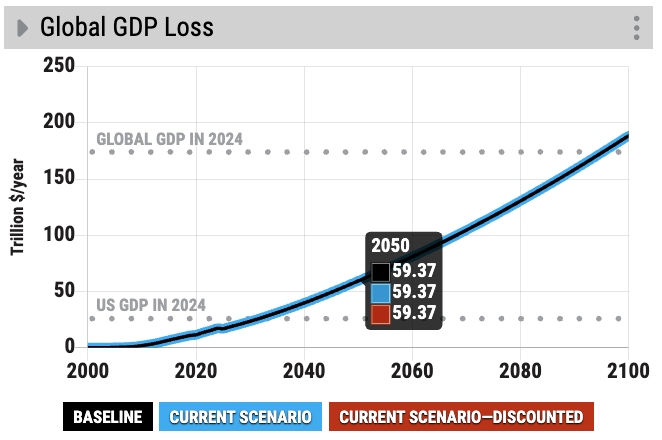 Global GDP Loss
250
200
GLOBAL GDP IN 2024
150
Trillion $/year
100
2050
59.37
59.37
59.37
50
US GDP IN 2024
0
2000 2020 2040 2060 2080 2100
BASELINE CURRENT SCENARIO CURRENT SCENARIO—DISCOUNTED